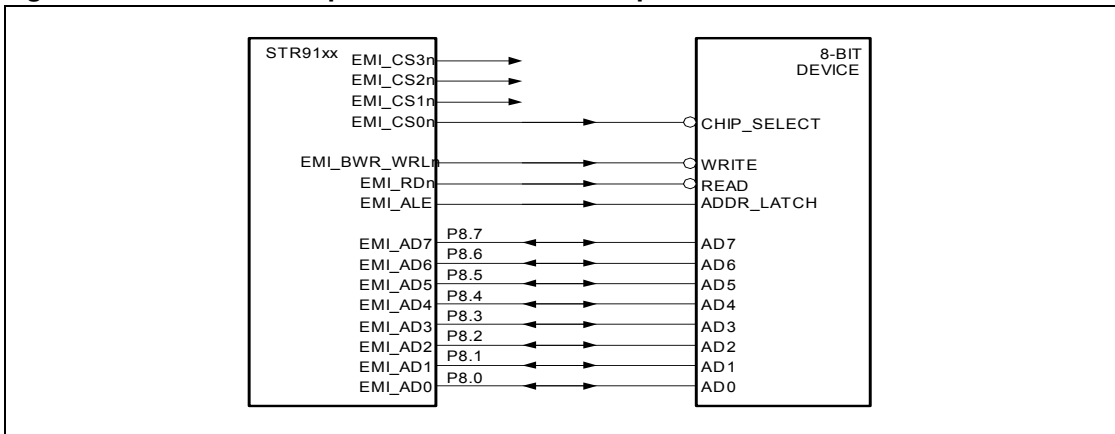 STR91xx
EMI_CS3n
EMI_CS2n
EMI_CS1n
EMI_CS0n
EMI_BWR_WRLn
EMI_RDn
EMI_ALE
EMI_AD7
EMI_AD6
EMI_AD5
EMI_AD4
EMI_AD3
EMI_AD2
EMI_AD1
EMI_AD0
P8.7
P8.6
P8.5
P8.4
P8.3
P8.2
P8.1
P8.0
8-BIT
DEVICE
CHIP_SELECT
WRITE
READ
ADDR_LATCH
AD7
AD6
AD5
AD4
AD3
AD2
AD1
AD0